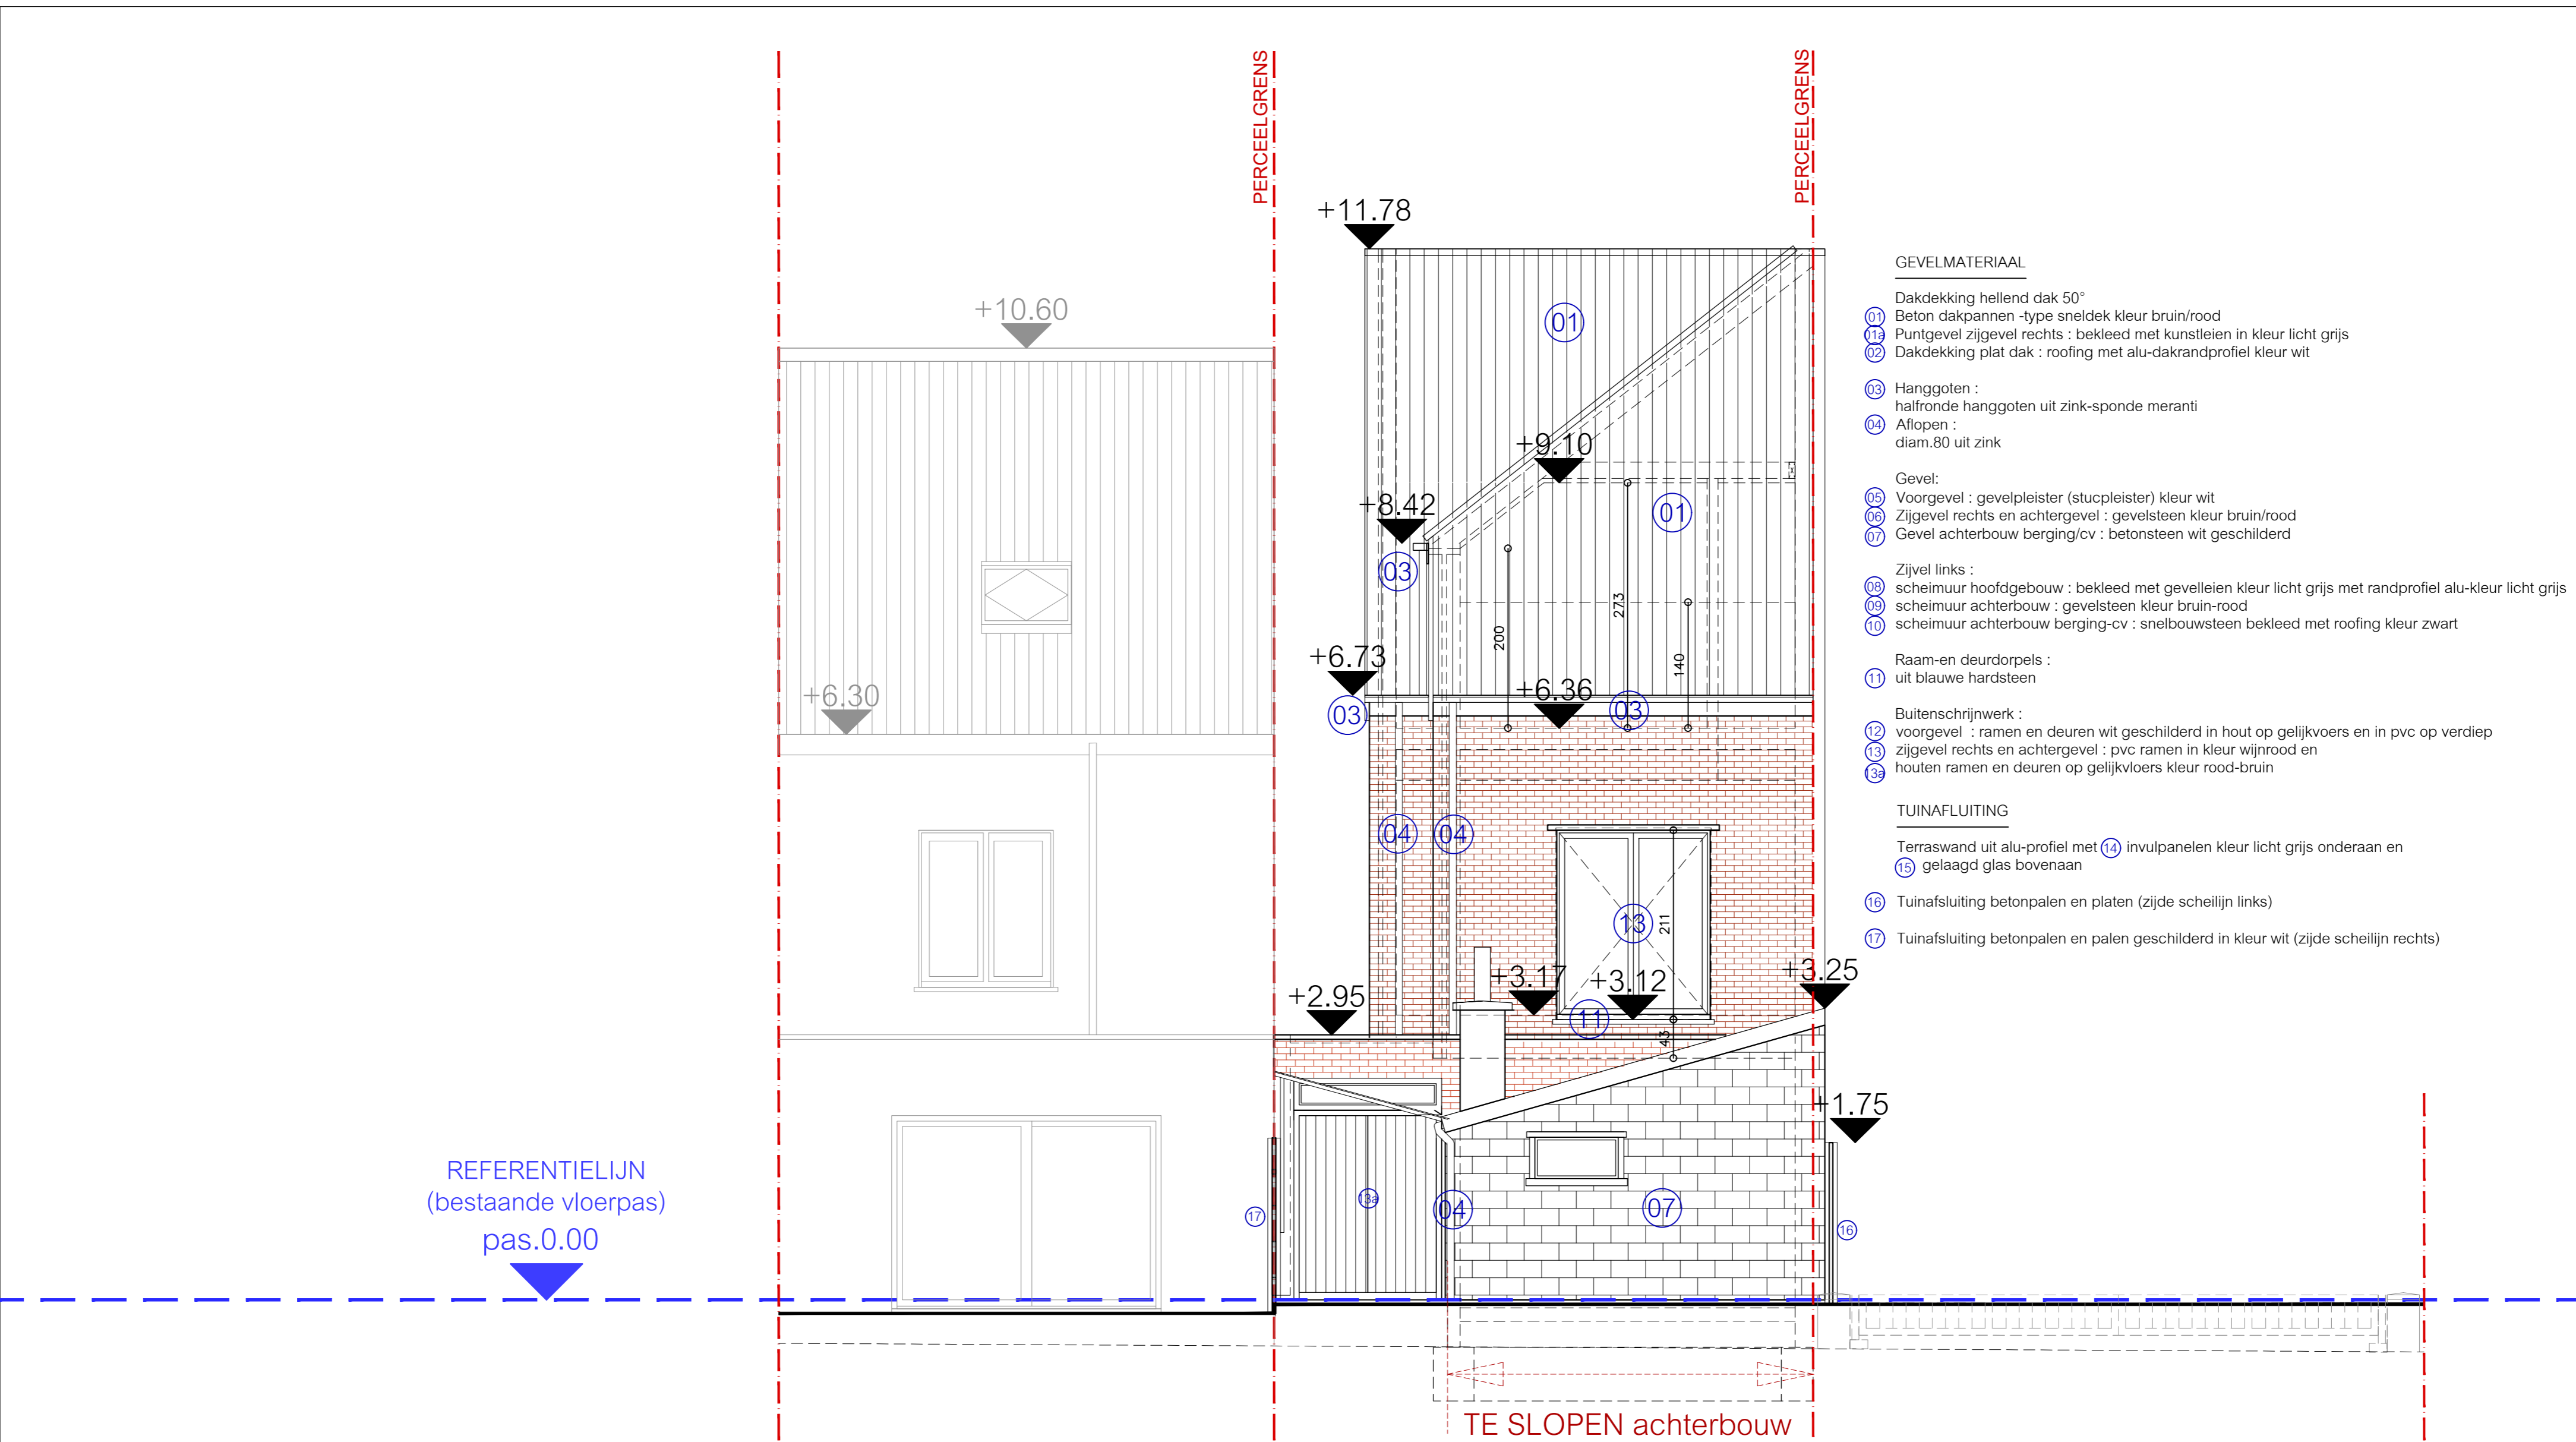 PERCEELGRENS
PERCEELGRENS
+11.78
+10.60
01
+9.10
+8.42
01
03
273
200
140
+6.73
+6.36
+6.30
03
03
04
04
13
211
+3.17
+3.12
+3.25
+2.95
11
43
+1.75
REFERENTIELIJN
(bestaande vloerpas)
pas.0.00
17
13a
04
07
16
TE SLOPEN achterbouw
GEVELMATERIAAL
Dakdekking hellend dak 50°
01 Beton dakpannen -type sneldek kleur bruin/rood
01a Puntgevel zijgevel rechts : bekleed met kunstleien in kleur licht grijs
02 Dakdekking plat dak : roofing met alu-dakrandprofiel kleur wit
03 Hanggoten :
halfronde hanggoten uit zink-sponde meranti
04 Aflopen :
diam.80 uit zink
Gevel:
05 Voorgevel : gevelpleister (stucpleister) kleur wit
06 Zijgevel rechts en achtergevel : gevelsteen kleur bruin/rood
07 Gevel achterbouw berging/cv : betonsteen wit geschilderd
Zijvel links :
08 scheimuur hoofdgebouw : bekleed met gevelleien kleur licht grijs met randprofiel alu-kleur licht grijs
09 scheimuur achterbouw : gevelsteen kleur bruin-rood
10 scheimuur achterbouw berging-cv : snelbouwsteen bekleed met roofing kleur zwart
Raam-en deurdorpels :
11 uit blauwe hardsteen
Buitenschrijnwerk :
12 voorgevel : ramen en deuren wit geschilderd in hout op gelijkvoers en in pvc op verdiep
13 zijgevel rechts en achtergevel : pvc ramen in kleur wijnrood en
13a houten ramen en deuren op gelijkvloers kleur rood-bruin
TUINAFLUITING
Terraswand uit alu-profiel met 14 invulpanelen kleur licht grijs onderaan en
15 gelaagd glas bovenaan
16 Tuinafsluiting betonpalen en platen (zijde scheilijn links)
17 Tuinafsluiting betonpalen en palen geschilderd in kleur wit (zijde scheilijn rechts)